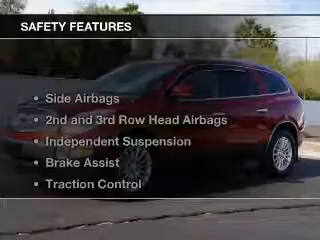 SAFETY FEATURES
• Side Airbags
• 2nd and 3rd Row Head Airbags
• Independent Suspension
• Brake Assist
• Traction Control